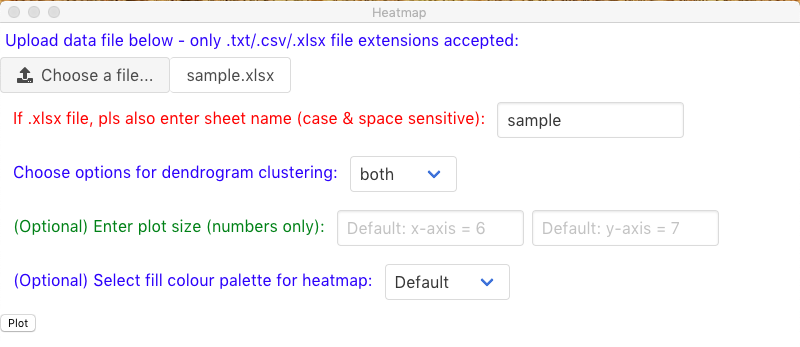 Heatmap
Upload data file below - only .txt/.csv/.xlsx file extensions accepted:
Choose a file... sample.xlsx
If .xlsx file, pls also enter sheet name (case & space sensitive): sample
Choose options for dendrogram clustering: both
(Optional) Enter plot size (numbers only): Default: x-axis = 6 Default: y-axis = 7
(Optional) Select fill colour palette for heatmap: Default
Plot